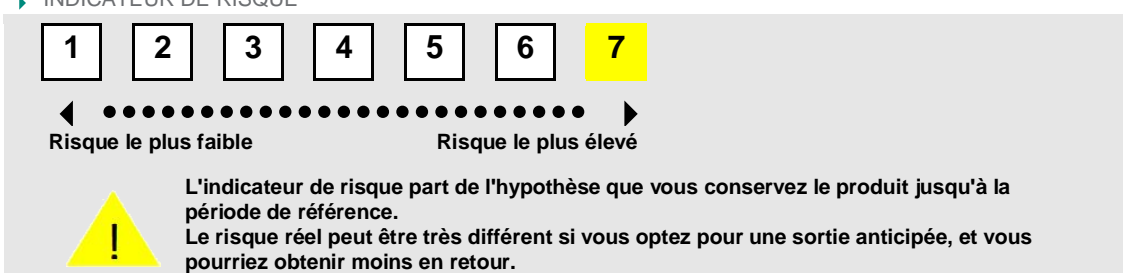 INDICATEUR DE RISQUE
1 2 3 4 5 6 7
Risque le plus faible Risque le plus élevé
L'indicateur de risque part de l'hypothèse que vous conservez le produit jusqu'à la
période de référence.
Le risque réel peut être très différent si vous optez pour une sortie anticipée, et vous
! pourriez obtenir moins en retour.